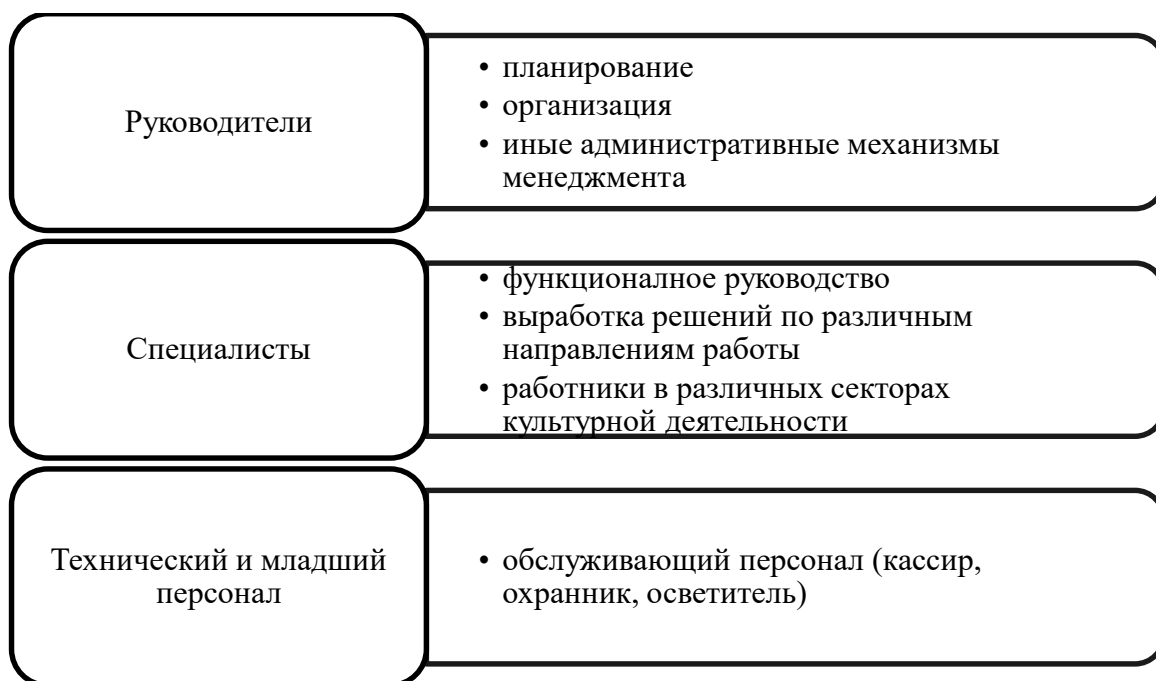 Руководители
• планирование
• организация
• иные административные механизмы
менеджмента
Специалисты
• функционалное руководство
• выработка решений по различным
направлениям работы
• работники в различных секторах
культурной деятельности
Технический и младший
персонал
• обслуживающий персонал (кассир,
охранник, осветитель)